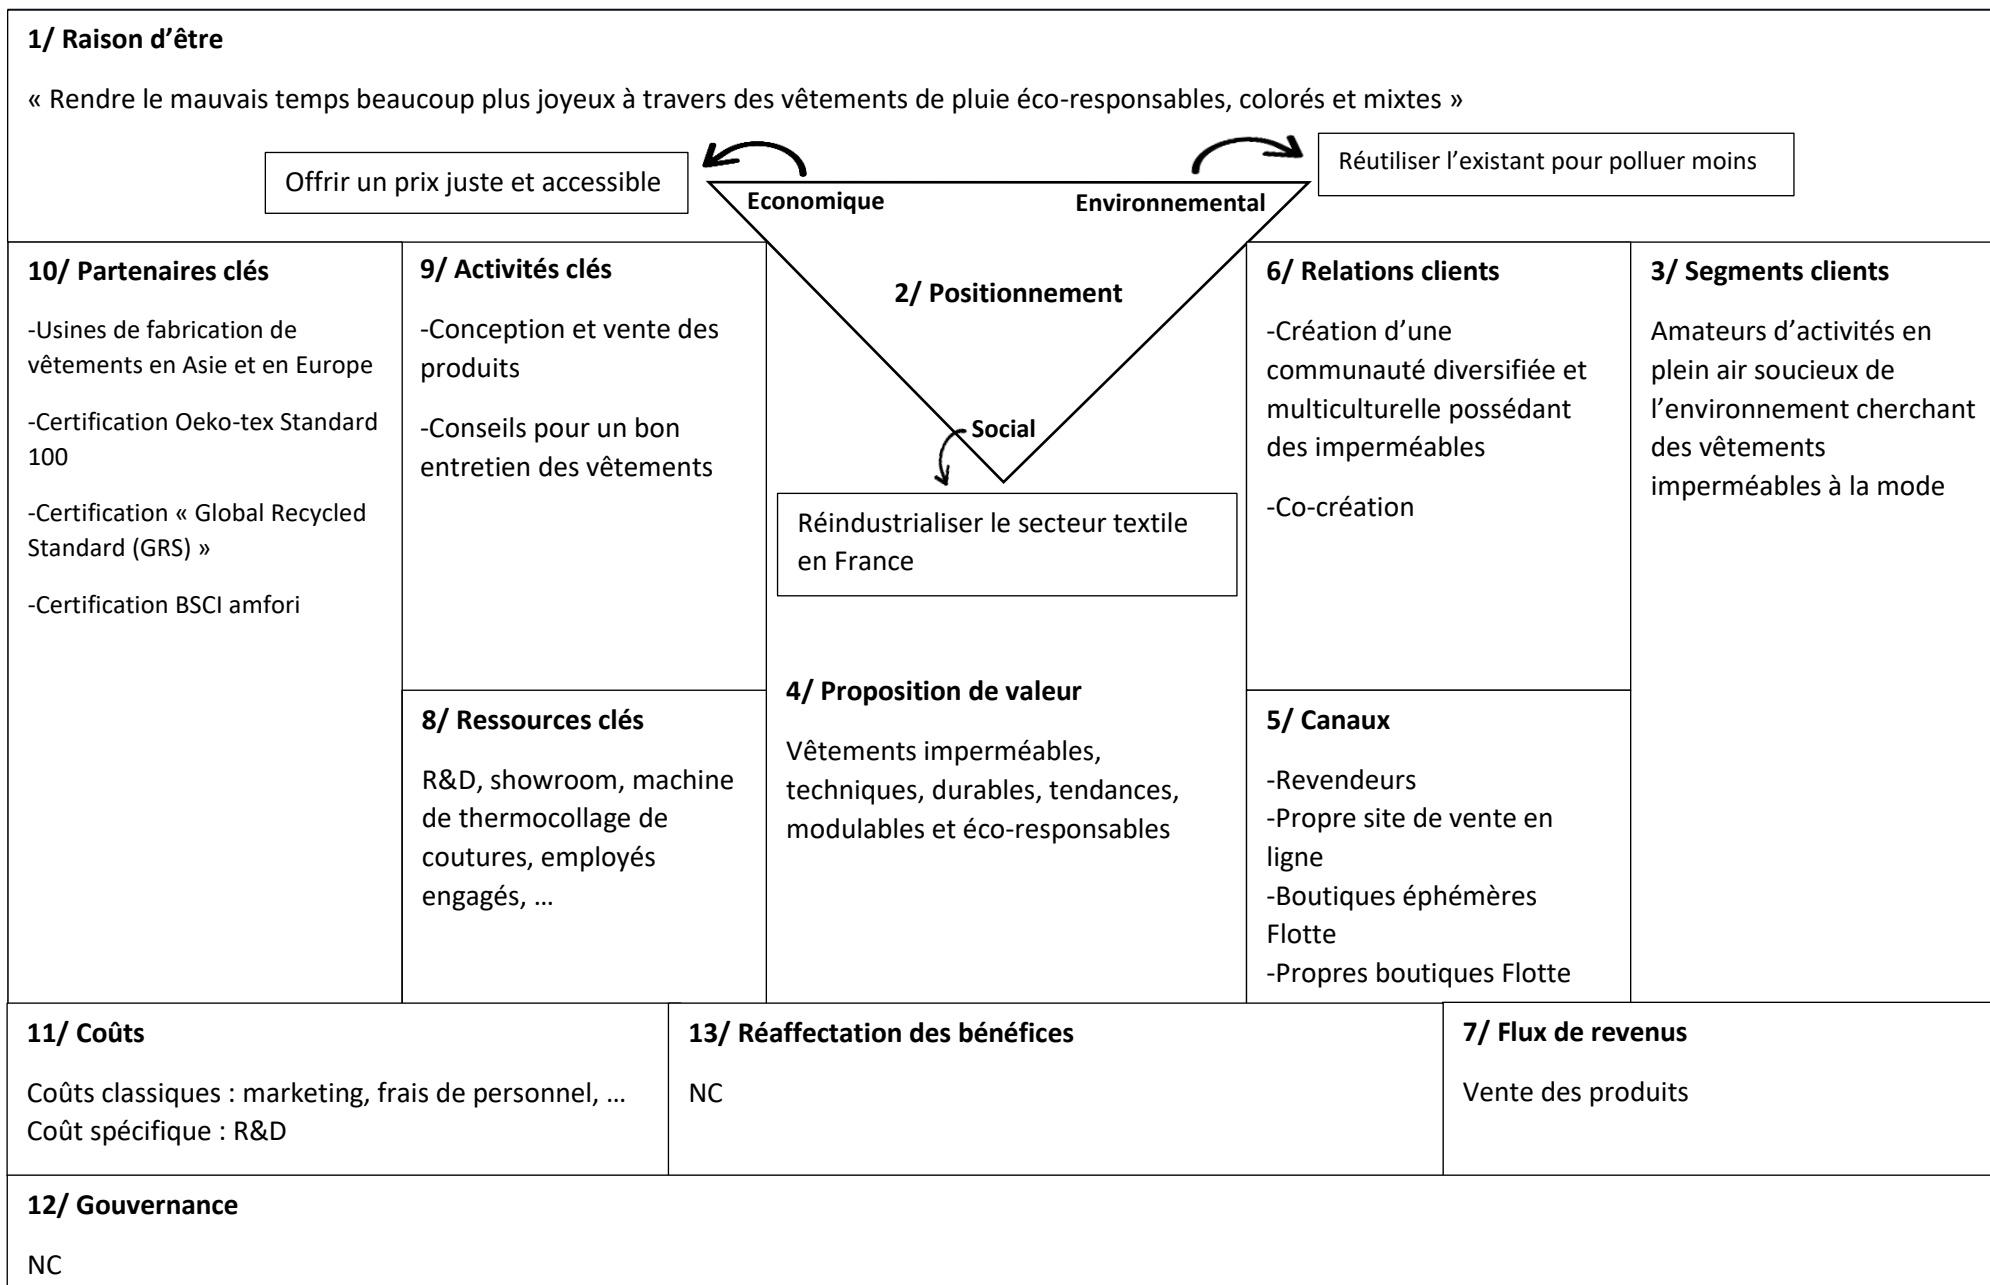 1/ Raison d’être
« Rendre le mauvais temps beaucoup plus joyeux à travers des vêtements de pluie éco-responsables, colorés et mixtes »
Offrir un prix juste et accessible
Réutiliser l’existant pour polluer moins
Economique
Environnemental
2/ Positionnement
Social
Réindustrialiser le secteur textile
en France
10/ Partenaires clés
-Usines de fabrication de
vêtements en Asie et en Europe
-Certification Oeko-tex Standard
100
-Certification « Global Recycled
Standard (GRS) »
-Certification BSCI amfori
9/ Activités clés
-Conception et vente des
produits
-Conseils pour un bon
entretien des vêtements
8/ Ressources clés
R&D, showroom, machine
de thermocollage de
coutures, employés
engagés, …
4/ Proposition de valeur
Vêtements imperméables,
techniques, durables, tendances,
modulables et éco-responsables
6/ Relations clients
-Création d’une
communauté diversifiée et
multiculturelle possédant
des imperméables
-Co-création
5/ Canaux
-Revendeurs
-Propre site de vente en
ligne
-Boutiques éphémères
Flotte
-Propres boutiques Flotte
3/ Segments clients
Amateurs d’activités en
plein air soucieux de
l’environnement cherchant
des vêtements
imperméables à la mode
11/ Coûts
Coûts classiques : marketing, frais de personnel, …
Coût spécifique : R&D
13/ Réaffectation des bénéfices
NC
7/ Flux de revenus
Vente des produits
12/ Gouvernance
NC